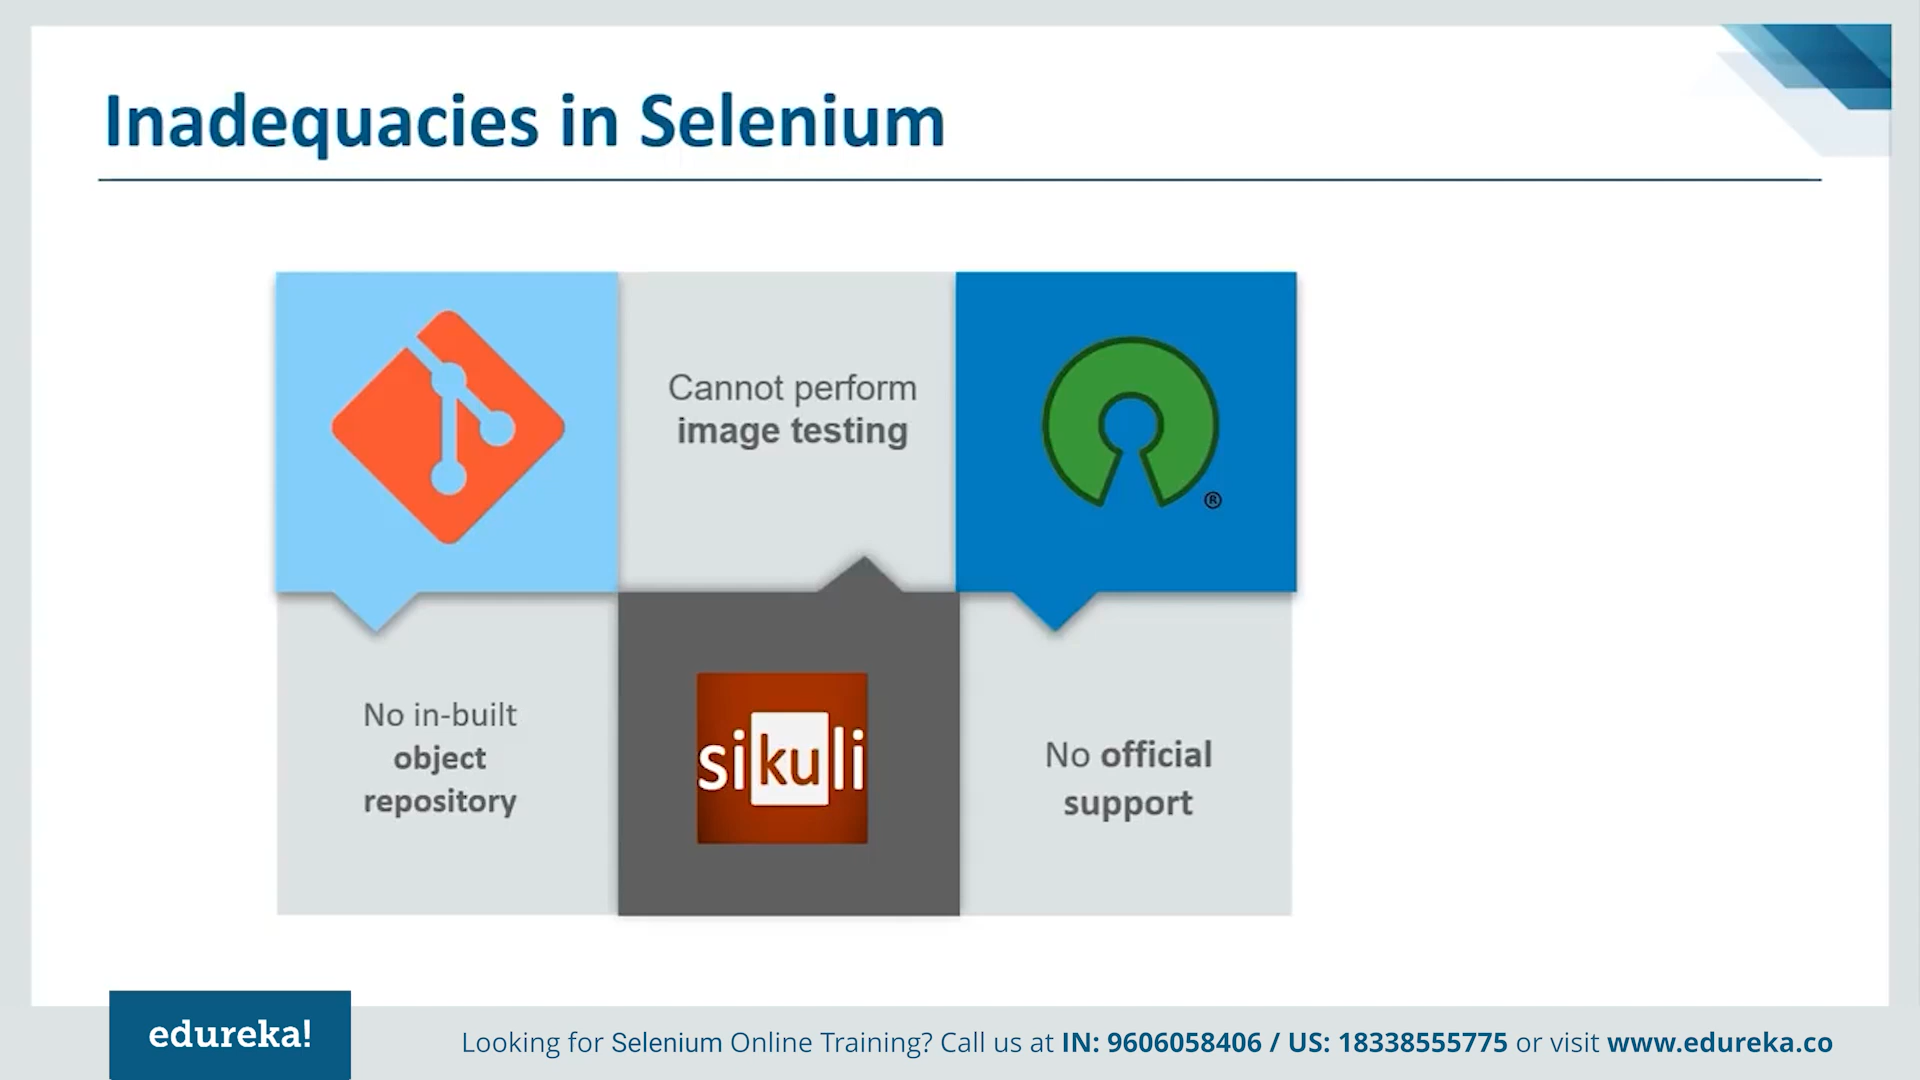 Inadequacies in Selenium
Cannot perform
image testing
®
No in-built
object
repository
sikuli
No official
support
edureka!
Looking for Selenium Online Training? Call us at IN: 9606058406 / US: 18338555775 or visit www.edureka.co